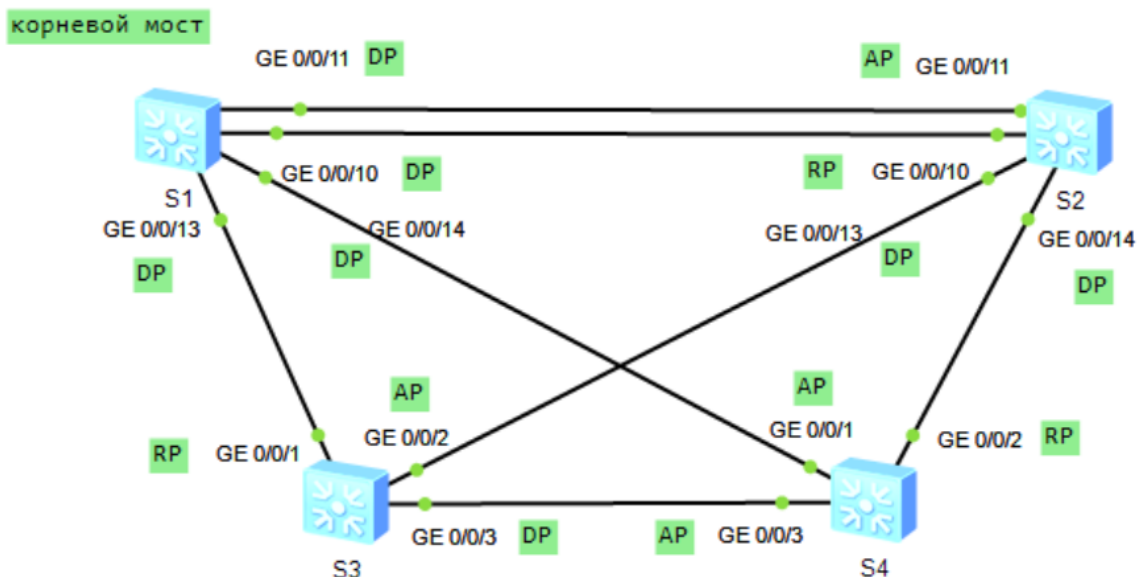 корневой мост
GE 0/0/11 DP
AP GE 0/0/11
GE 0/0/10 DP
RP GE 0/0/10
S1
S2
GE 0/0/13
GE 0/0/14
GE 0/0/13
GE 0/0/14
DP
DP
DP
DP
AP
AP
RP GE 0/0/1
GE 0/0/2
GE 0/0/1
GE 0/0/2 RP
GE 0/0/3 DP
AP GE 0/0/3
S3
S4